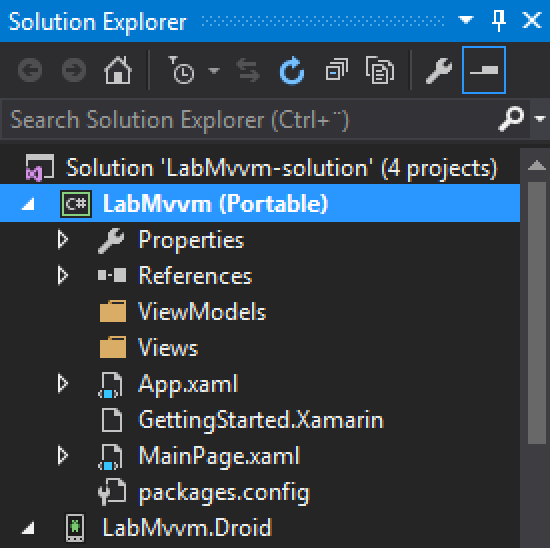 Solution Explorer
Search Solution Explorer (Ctrl+¨)
Solution 'LabMvvm-solution' (4 projects)
C# LabMvvm (Portable)
Properties
References
ViewModels
Views
App.xaml
GettingStarted.Xamarin
MainPage.xaml
packages.config
LabMvvm.Droid